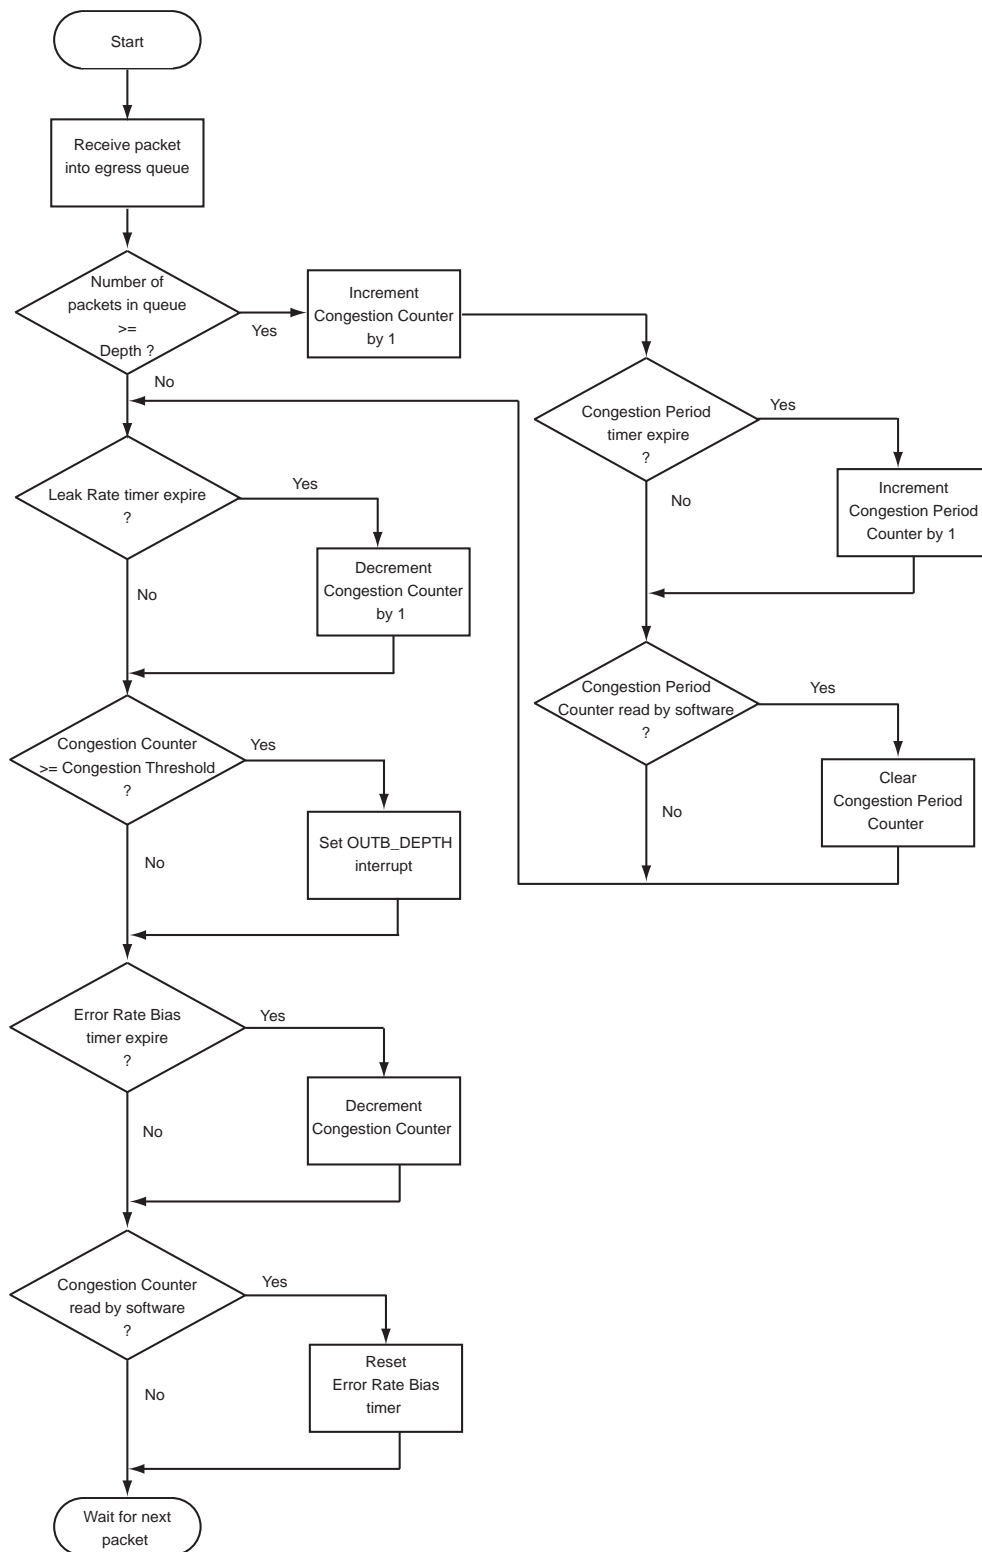 Start
Receive packet
into egress queue
Number of
packets in queue
>=
Depth ?
Yes
Increment
Congestion Counter
by 1
No
Congestion Period
timer expire
?
Yes
No
Increment
Congestion Period
Counter by 1
Leak Rate timer expire
?
Yes
No
Decrement
Congestion Counter
by 1
Congestion Period
Counter read by software
?
Yes
No
Clear
Congestion Period
Counter
Congestion Counter
>= Congestion Threshold
?
Yes
No
Set OUTB_DEPTH
interrupt
Error Rate Bias
timer expire
?
Yes
No
Decrement
Congestion Counter
Congestion Counter
read by software
?
Yes
No
Reset
Error Rate Bias
timer
Wait for next
packet